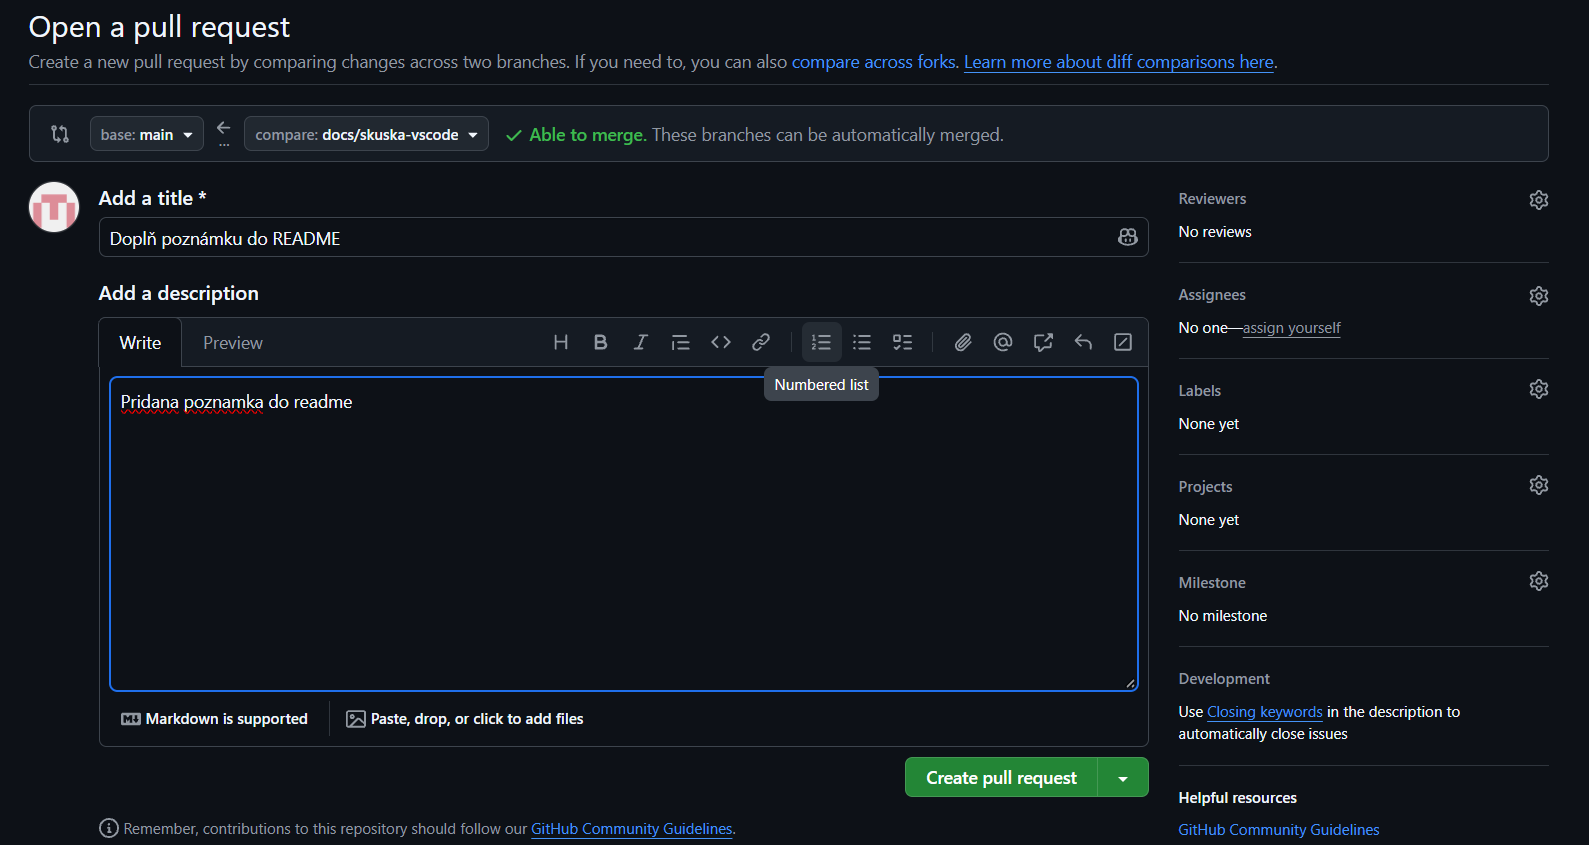 Open a pull request
Create a new pull request by comparing changes across two branches. If you need to, you can also compare across forks. Learn more about diff comparisons here.
base: main
compare: docs/skuska-vscode
Able to merge. These branches can be automatically merged.
Add a title *
Doplň poznámku do README
Add a description
Write
Preview
Numbered list
Pridana poznamka do readme
Markdown is supported
Paste, drop, or click to add files
Create pull request
Remember, contributions to this repository should follow our GitHub Community Guidelines.
Reviewers
No reviews
Assignees
No one—assign yourself
Labels
None yet
Projects
None yet
Milestone
No milestone
Development
Use Closing keywords in the description to
automatically close issues
Helpful resources
GitHub Community Guidelines